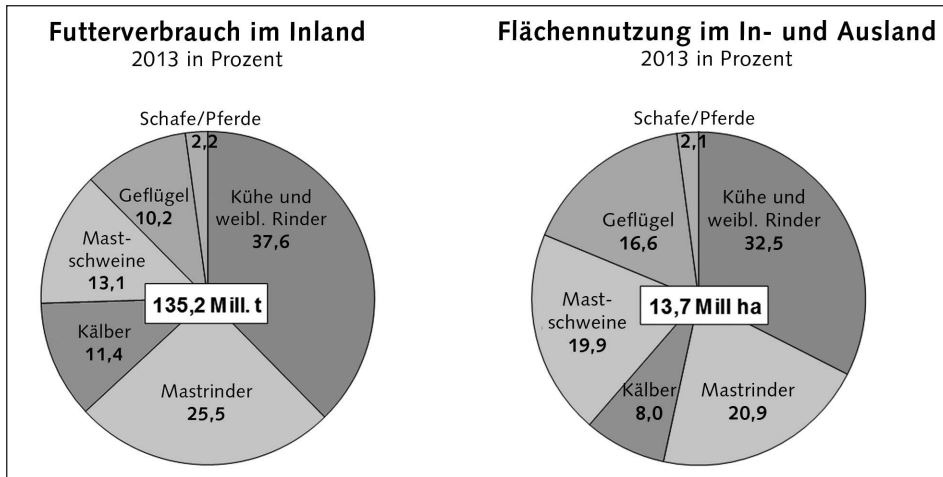 Futterverbrauch im Inland
2013 in Prozent
Schafe/Pferde
2,2
Geflügel
10,2
Kühe und
weibl. Rinder
37,6
Mast-
schweine
13,1
135,2 Mill. t
Kälber
11,4
Mastrinder
25,5
Flächennutzung im In- und Ausland
2013 in Prozent
Schafe/Pferde
2,1
Geflügel
16,6
Kühe und
weibl. Rinder
32,5
Mast-
schweine
19,9
13,7 Mill ha
Kälber
8,0
Mastrinder
20,9